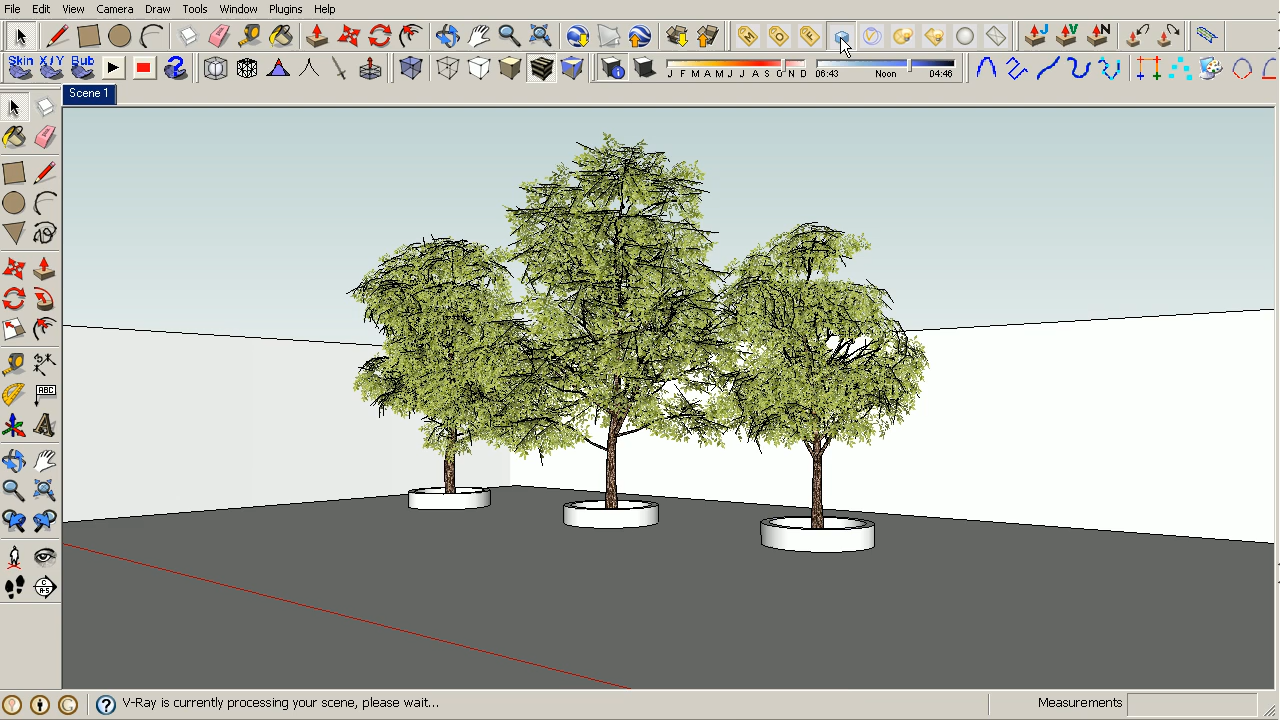 File Edit View Camera Draw Tools Window Plugins Help
M O F J V N
Skin X/Y Bub J F M A M J J A S O N D 06:43 Noon 04:46
Scene 1
ABC
V-Ray is currently processing your scene, please wait... Measurements